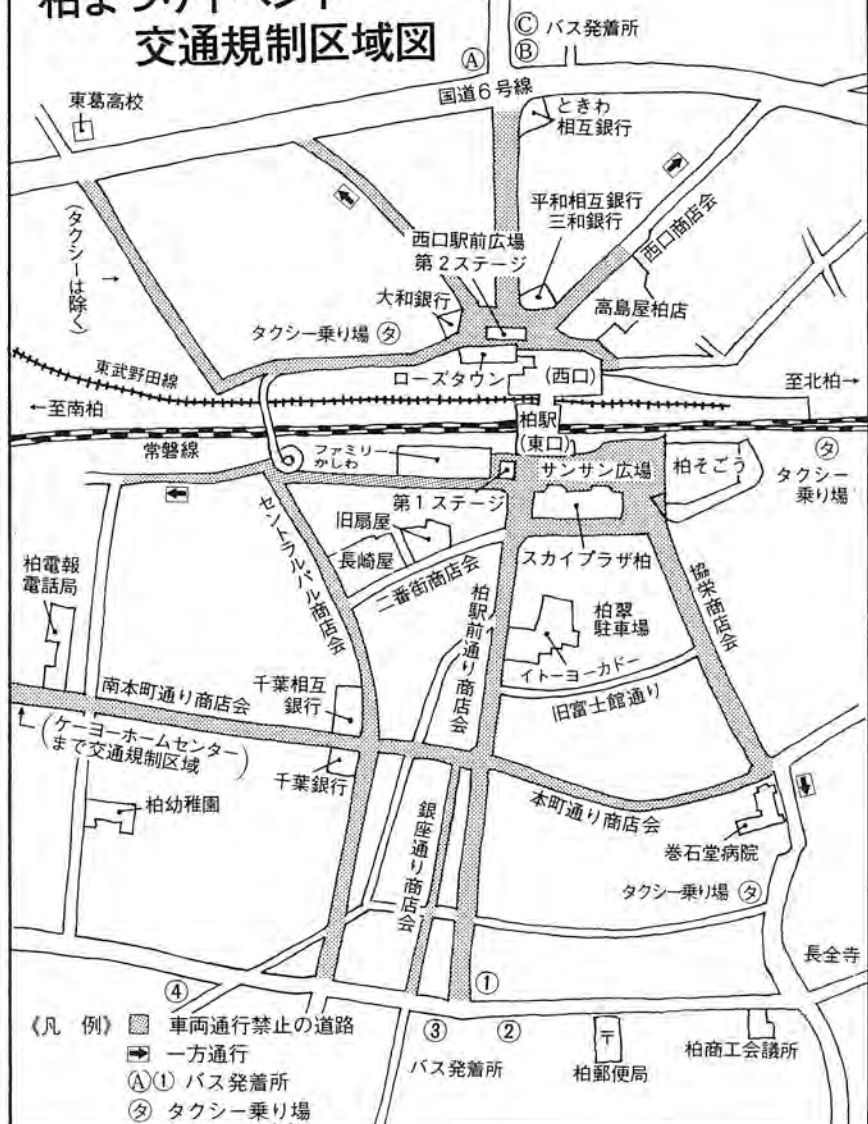 柏まつりイベント
交通規制区域図
Ⓒ バス発着所
Ⓑ
Ⓐ
国道6号線
東葛高校
ときわ
相互銀行
(タクシーは除く)
→
平和相互銀行
三和銀行
西口商店会
西口駅前広場
第2ステージ
大和銀行
高島屋柏店
タクシー乗り場 タ
東武野田線
ローズタウン
(西口)
至北柏→
←至南柏
柏駅
(東口)
常磐線
ファミリー
かしわ
サンサン広場
柏そごう
タ
タクシー
乗り場
第1ステージ
セントラルパル商店会
旧扇屋
長崎屋
スカイプラザ柏
二番街商店会
柏電報
電話局
柏駅前通り商店会
柏翠
駐車場
協栄商店会
イトーヨーカドー
旧富士館通り
南本町通り商店会
千葉相互
銀行
(ケーヨーホームセンター
まで交通規制区域)
千葉銀行
柏幼稚園
銀座通り商店会
本町通り商店会
巻石堂病院
タクシー乗り場 タ
長全寺
④
①
③
②
バス発着所
〒
柏郵便局
柏商工会議所
《凡 例》
車両通行禁止の道路
一方通行
Ⓐ① バス発着所
タ タクシー乗り場